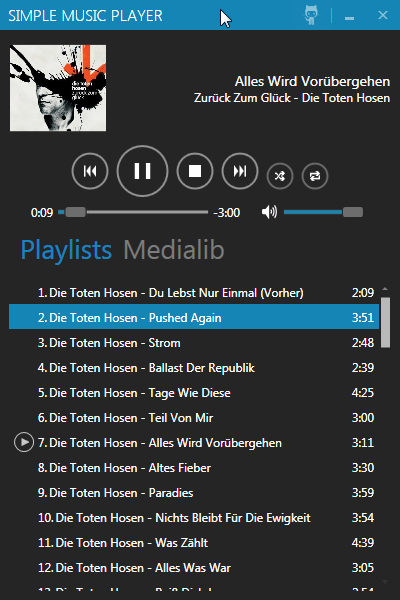 SIMPLE MUSIC PLAYER
die toten
hosen
zurück zum
glück
Alles Wird Vorübergehen
Zurück Zum Glück - Die Toten Hosen
0:09 -3:00
Playlists Medialib
1. Die Toten Hosen - Du Lebst Nur Einmal (Vorher) 2:09
2. Die Toten Hosen - Pushed Again 3:51
3. Die Toten Hosen - Strom 2:48
4. Die Toten Hosen - Ballast Der Republik 2:39
5. Die Toten Hosen - Tage Wie Diese 4:25
6. Die Toten Hosen - Teil Von Mir 3:00
7. Die Toten Hosen - Alles Wird Vorübergehen 3:11
8. Die Toten Hosen - Altes Fieber 3:30
9. Die Toten Hosen - Paradies 3:59
10. Die Toten Hosen - Nichts Bleibt Für Die Ewigkeit 3:54
11. Die Toten Hosen - Was Zählt 4:39
12. Die Toten Hosen - Alles Was War 3:05